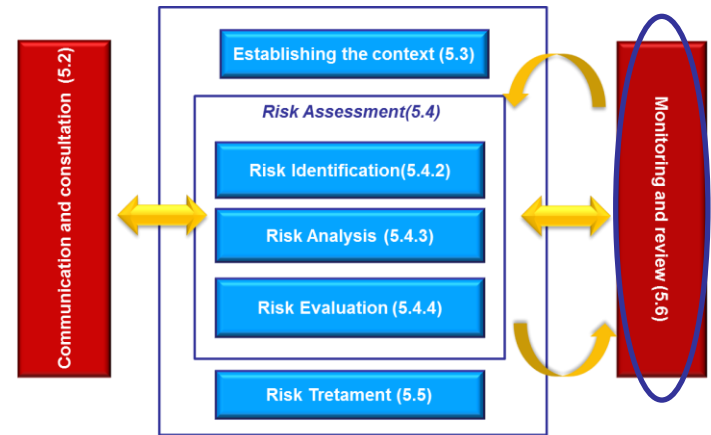 Communication and consultation (5.2)
Establishing the context (5.3)
Risk Assessment(5.4)
Risk Identification(5.4.2)
Risk Analysis (5.4.3)
Risk Evaluation (5.4.4)
Risk Tretament (5.5)
Monitoring and review (5.6)